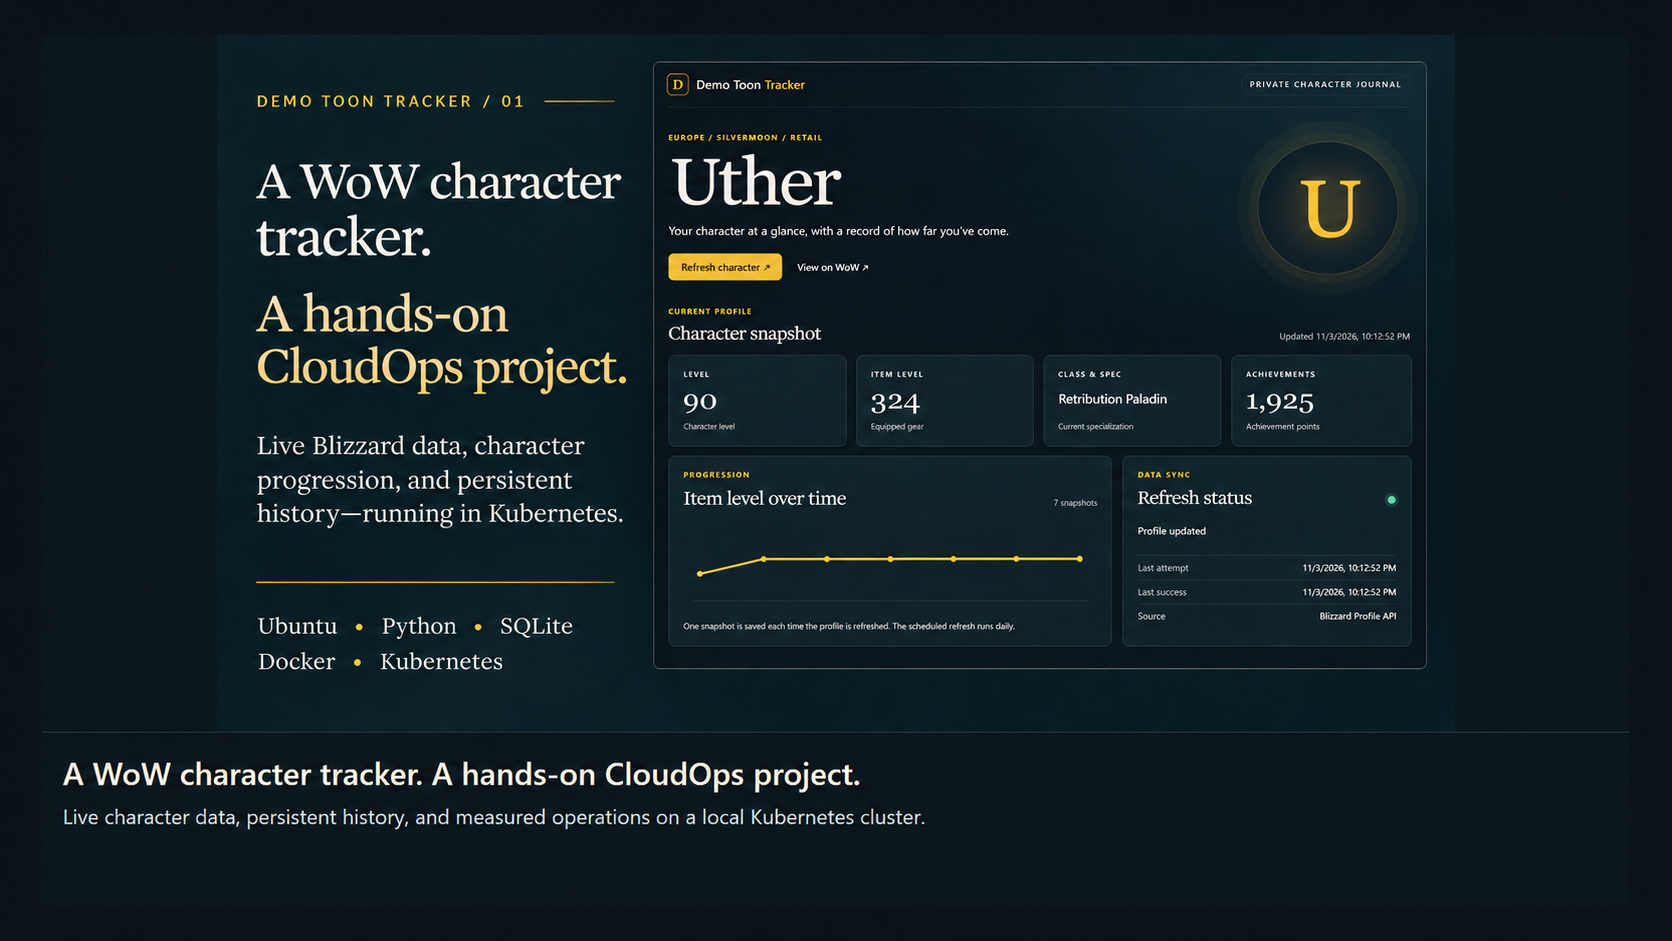 DEMO TOON TRACKER / 01
A WoW character
tracker.
A hands-on
CloudOps project.
Live Blizzard data, character
progression, and persistent
history—running in Kubernetes.
Ubuntu • Python • SQLite
Docker • Kubernetes
D Demo Toon Tracker
PRIVATE CHARACTER JOURNAL
EUROPE / SILVERMOON / RETAIL
Uther
U
Your character at a glance, with a record of how far you've come.
Refresh character ↗ View on WoW ↗
CURRENT PROFILE
Character snapshot
Updated 11/3/2026, 10:12:52 PM
LEVEL
90
Character level
ITEM LEVEL
324
Equipped gear
CLASS & SPEC
Retribution Paladin
Current specialization
ACHIEVEMENTS
1,925
Achievement points
PROGRESSION
Item level over time
7 snapshots
One snapshot is saved each time the profile is refreshed. The scheduled refresh runs daily.
DATA SYNC
Refresh status
Profile updated
Last attempt 11/3/2026, 10:12:52 PM
Last success 11/3/2026, 10:12:52 PM
Source Blizzard Profile API
A WoW character tracker. A hands-on CloudOps project.
Live character data, persistent history, and measured operations on a local Kubernetes cluster.